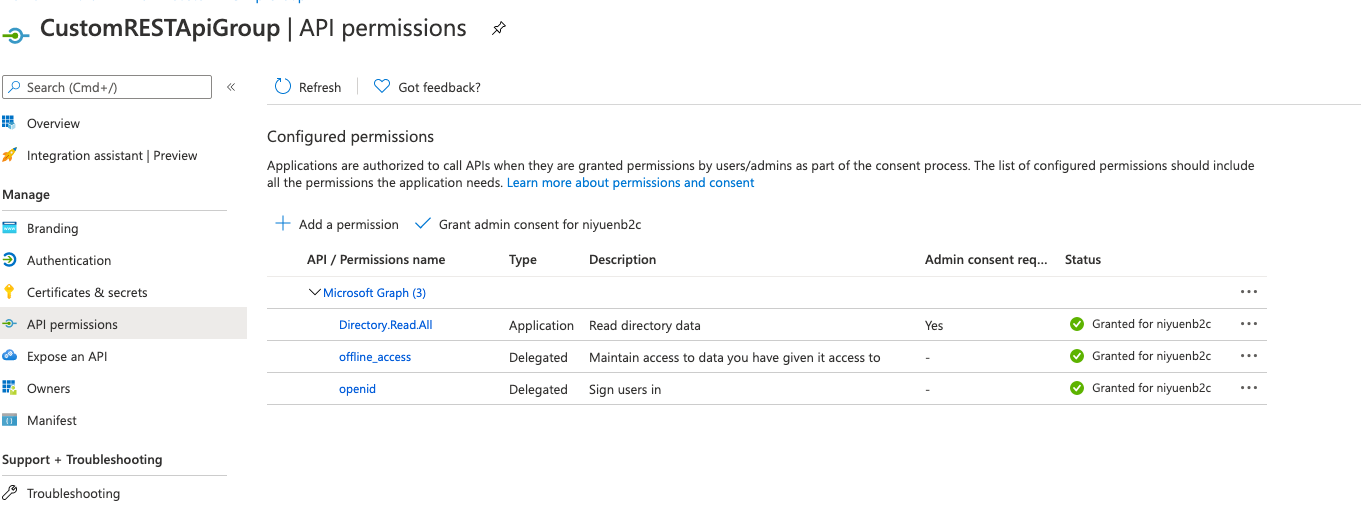 CustomRESTApiGroup | API permissions
Search (Cmd+/)
«
Refresh
Got feedback?
Overview
Integration assistant | Preview
Manage
Branding
Authentication
Certificates & secrets
API permissions
Expose an API
Owners
Manifest
Support + Troubleshooting
Troubleshooting
Configured permissions
Applications are authorized to call APIs when they are granted permissions by users/admins as part of the consent process. The list of configured permissions should include
all the permissions the application needs. Learn more about permissions and consent
Add a permission
Grant admin consent for niyuenb2c
API / Permissions name Type Description Admin consent req... Status
Microsoft Graph (3) ...
Directory.Read.All Application Read directory data Yes Granted for niyuenb2c ...
offline_access Delegated Maintain access to data you have given it access to - Granted for niyuenb2c ...
openid Delegated Sign users in - Granted for niyuenb2c ...